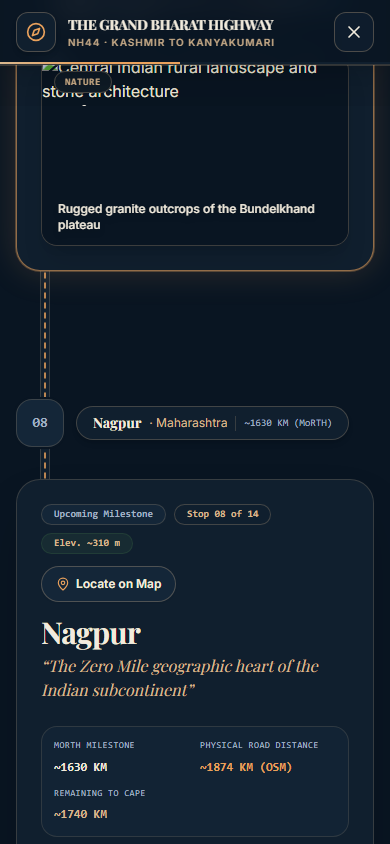 THE GRAND BHARAT HIGHWAY
NH44 · KASHMIR TO KANYAKUMARI
Central Indian rural landscape and
stone architecture
NATURE
Rugged granite outcrops of the Bundelkhand
plateau
08
Nagpur · Maharashtra ~1630 KM (MoRTH)
Upcoming Milestone
Stop 08 of 14
Elev. ~310 m
Locate on Map
Nagpur
“The Zero Mile geographic heart of the
Indian subcontinent”
MORTH MILESTONE
~1630 KM
PHYSICAL ROAD DISTANCE
~1874 KM (OSM)
REMAINING TO CAPE
~1740 KM